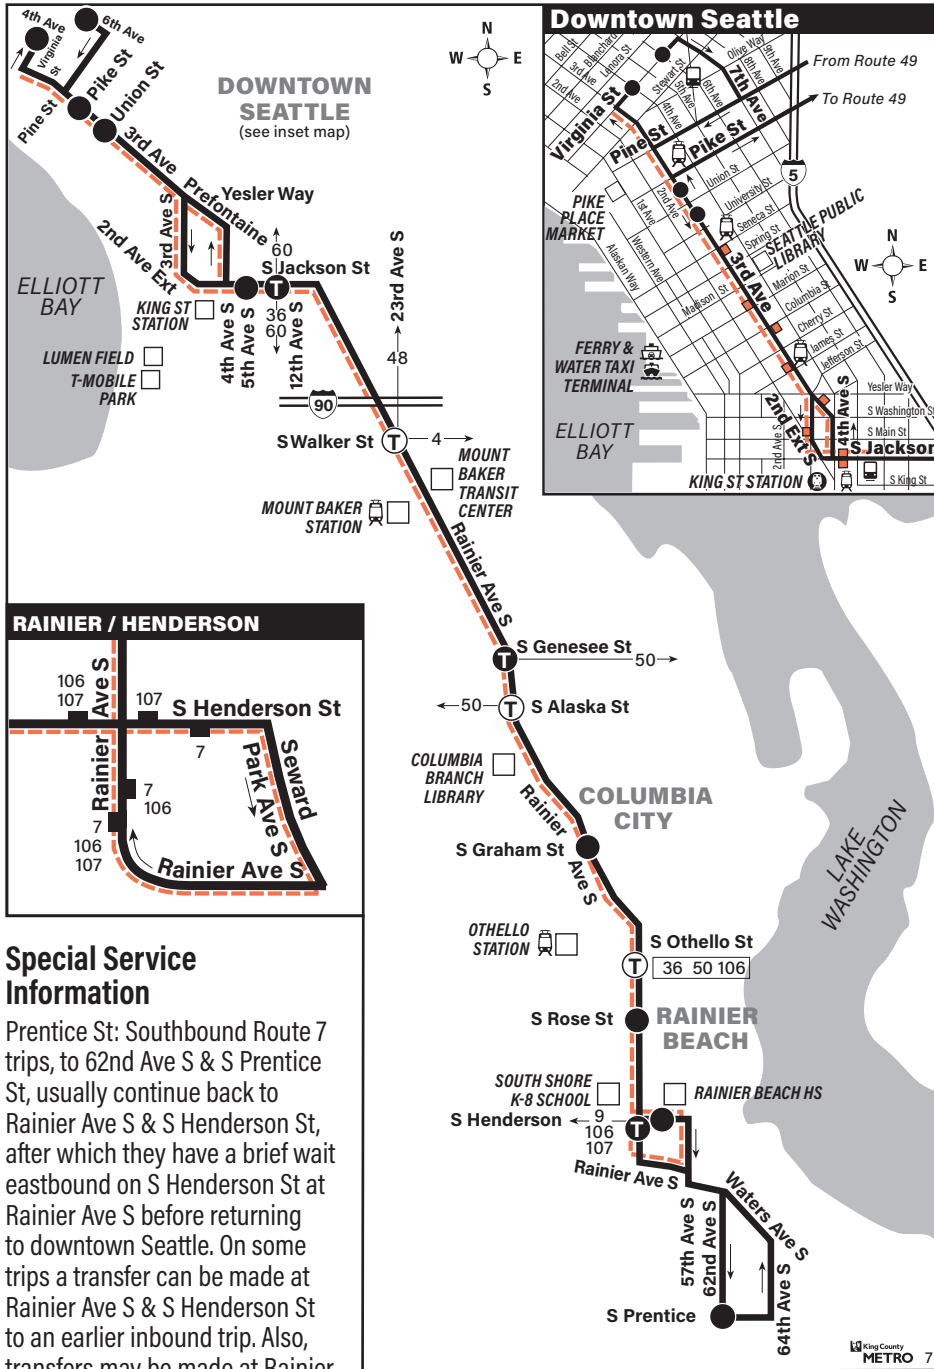 4th Ave
6th Ave
Virginia
St
Pike St
Union St
Pine St
3rd Ave
DOWNTOWN
SEATTLE
(see inset map)
N
W E
S
Prefontaine
Yesler Way
3rd Ave S
2nd Ave Ext
60
S Jackson St
23rd Ave S
ELLIOTT
BAY
KING ST
STATION
T
36
60
4th Ave S
5th Ave S
12th Ave S
48
LUMEN FIELD
T-MOBILE
PARK
90
S Walker St
T
4
MOUNT
BAKER
TRANSIT
CENTER
MOUNT BAKER
STATION
Rainier Ave S
S Genesee St
T
50
50
T
S Alaska St
COLUMBIA
BRANCH
LIBRARY
Rainier
Ave S
COLUMBIA
CITY
S Graham St
LAKE
WASHINGTON
OTHELLO
STATION
S Othello St
T
36 50 106
S Rose St
RAINIER
BEACH
SOUTH SHORE
K-8 SCHOOL
RAINIER BEACH HS
S Henderson
9
106
107
T
Rainier Ave S
Waters Ave S
57th Ave S
62nd Ave S
64th Ave S
S Prentice
King County
METRO 7
Downtown Seattle
Bell St
Blanchard
Lenora St
3rd Ave
2nd Ave
Stewart St
Olive Way
9th Ave
8th Ave
7th Ave
6th Ave
5th Ave
4th Ave
From Route 49
To Route 49
Virginia St
Pine St
Pike St
5
Union St
University St
Seneca St
Spring St
SEATTLE PUBLIC
LIBRARY
PIKE
PLACE
MARKET
1st Ave
2nd Ave
Western Ave
Alaskan Way
3rd Ave
Madison St
Marion St
Columbia St
Cherry St
James St
Jefferson St
N
W E
S
FERRY &
WATER TAXI
TERMINAL
ELLIOTT
BAY
Yesler Way
S Washington St
S Main St
S Jackson
S King St
2nd Ave S
2nd Ext S
4th Ave S
KING ST STATION
RAINIER / HENDERSON
106
107
Rainier Ave S
107
S Henderson St
7
7
106
7
106
107
Seward
Park Ave S
Rainier Ave S
Special Service
Information
Prentice St: Southbound Route 7
trips, to 62nd Ave S & S Prentice
St, usually continue back to
Rainier Ave S & S Henderson St,
after which they have a brief wait
eastbound on S Henderson St at
Rainier Ave S before returning
to downtown Seattle. On some
trips a transfer can be made at
Rainier Ave S & S Henderson St
to an earlier inbound trip. Also,
transfers may be made at Rainier